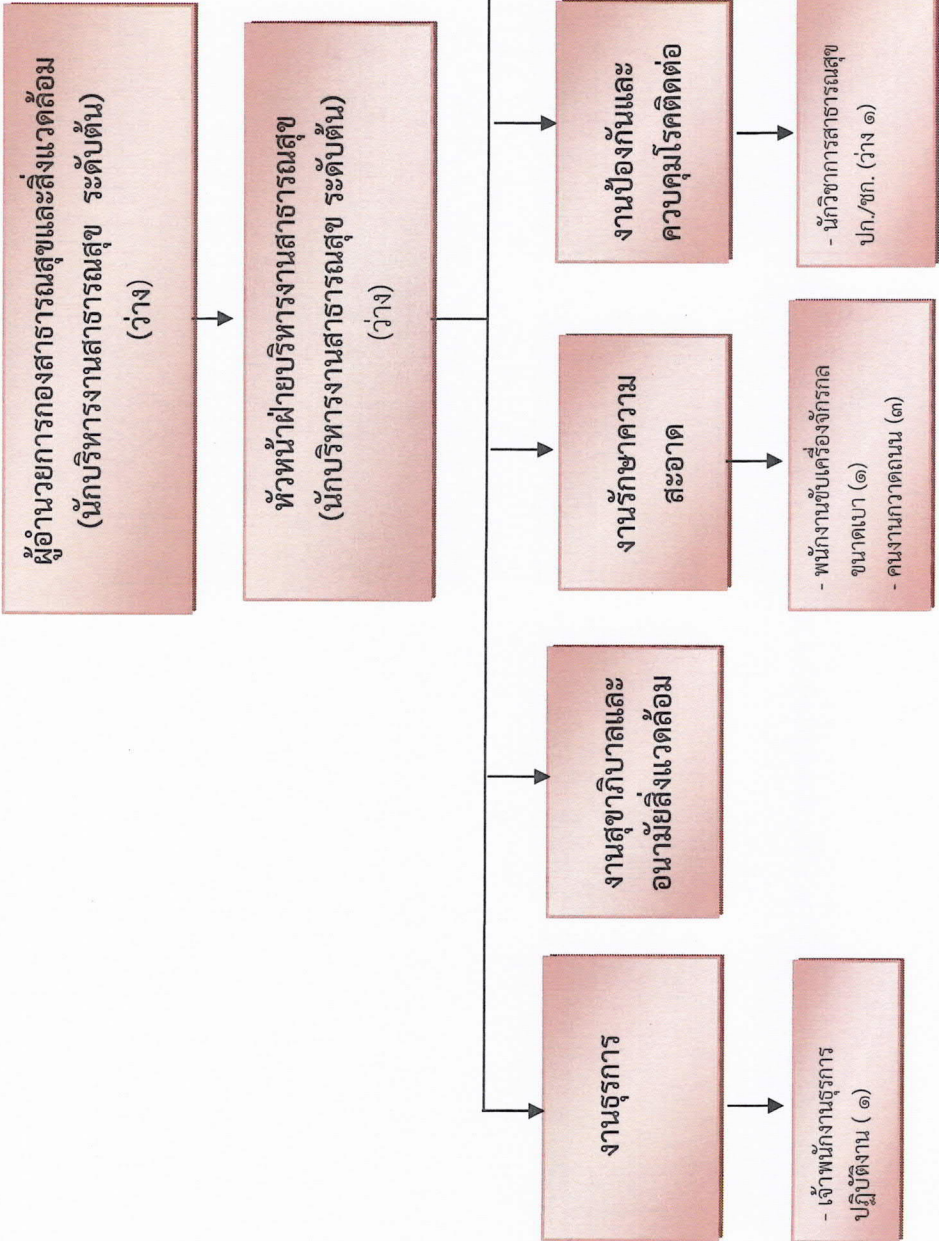 ผู้อำนวยการกองสาธารณสุขและสิ่งแวดล้อม
(นักบริหารงานสาธารณสุข ระดับต้น)
(ว่าง)
หัวหน้าฝ่ายบริหารงานสาธารณสุข
(นักบริหารงานสาธารณสุข ระดับต้น)
(ว่าง)
งานธุรการ
งานสุขาภิบาลและ
อนามัยสิ่งแวดล้อม
งานรักษาความ
สะอาด
งานป้องกันและ
ควบคุมโรคติดต่อ
- เจ้าพนักงานธุรการ
ปฏิบัติงาน ( ๑)
- พนักงานขับเครื่องจักรกล
ขนาดเบา (๑)
- คนงานกวาดถนน (๓)
- นักวิชาการสาธารณสุข
ปก./ชก. (ว่าง ๑)